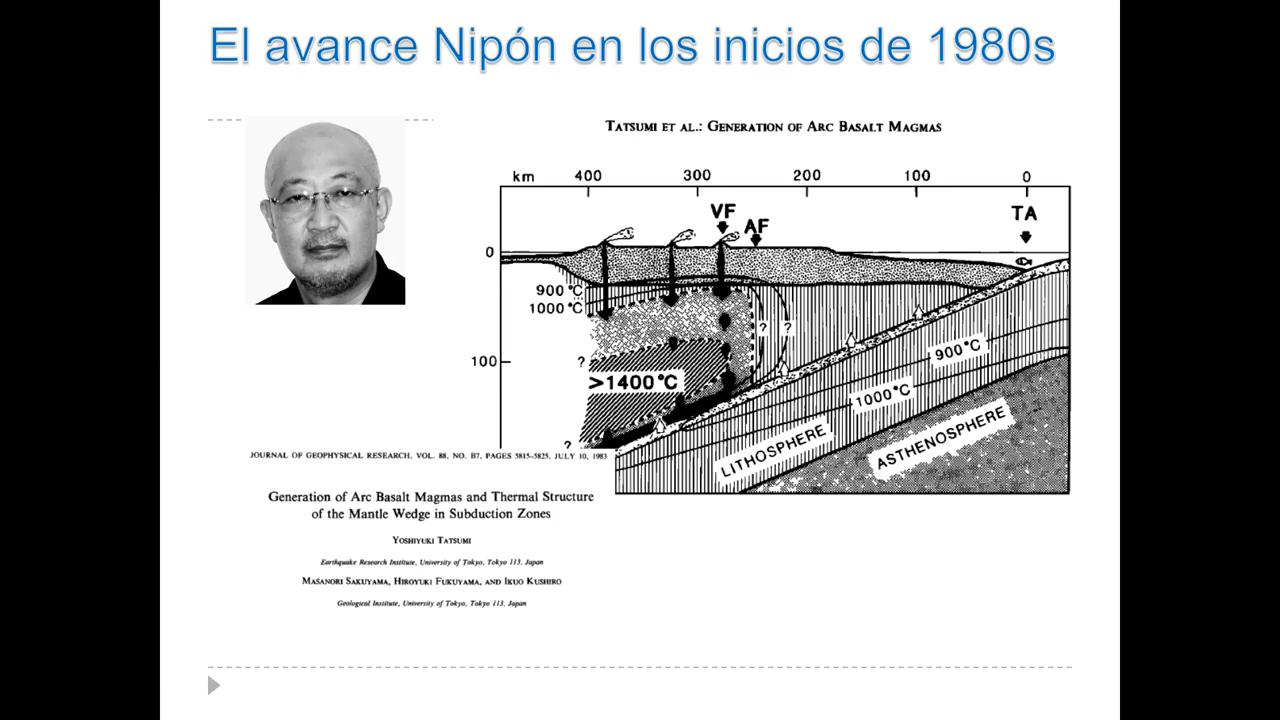 El avance Nipón en los inicios de 1980s
TATSUMI ET AL.: GENERATION OF ARC BASALT MAGMAS
km 400 300 200 100 0
VF
AF
TA
0
900 °C
1000 °C
? ?
?
100
>1400 °C
900 °C
1000 °C
?
LITHOSPHERE
ASTHENOSPHERE
JOURNAL OF GEOPHYSICAL RESEARCH, VOL. 88, NO. B7, PAGES 5815–5825, JULY 10, 1983
Generation of Arc Basalt Magmas and Thermal Structure
of the Mantle Wedge in Subduction Zones
YOSHIYUKI TATSUMI
Earthquake Research Institute, University of Tokyo, Tokyo 113, Japan
MASANORI SAKUYAMA, HIROYUKI FUKUYAMA, AND IKUO KUSHIRO
Geological Institute, University of Tokyo, Tokyo 113, Japan